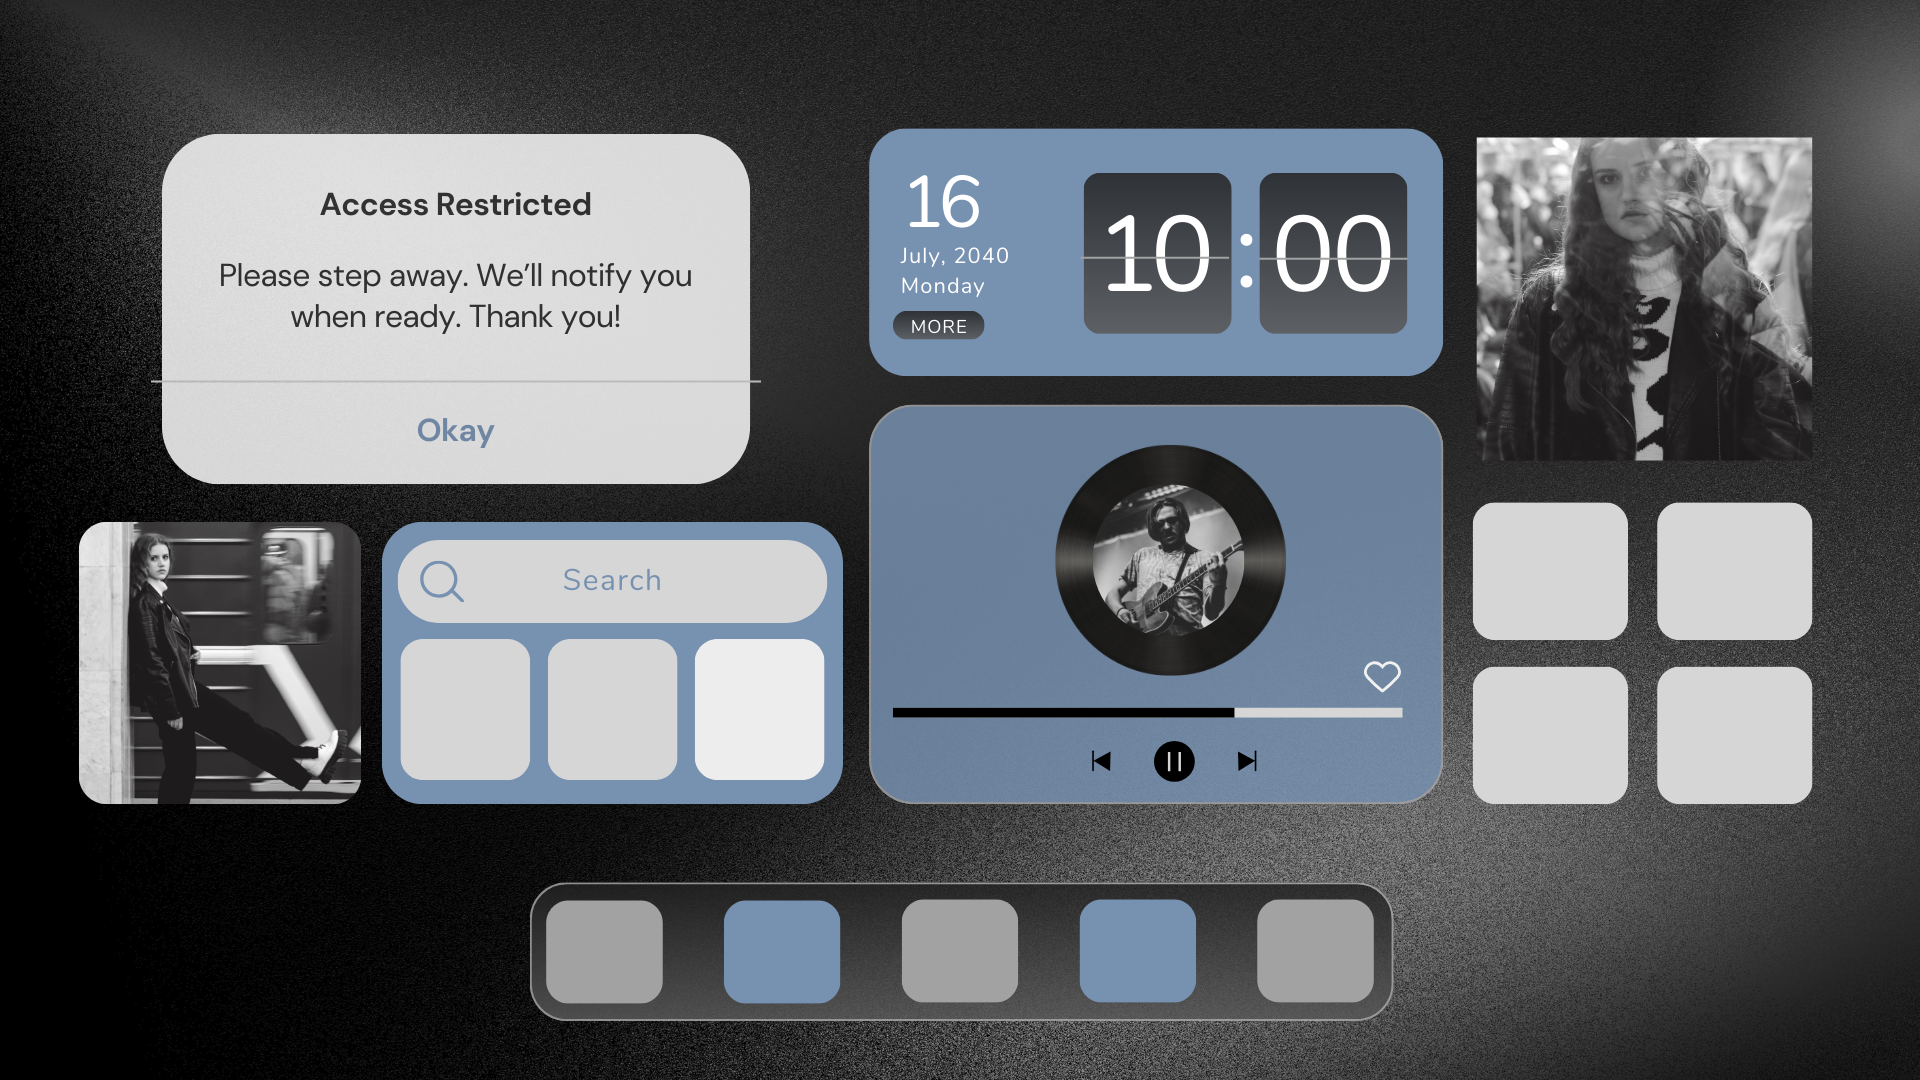 Access Restricted
Please step away. We’ll notify you
when ready. Thank you!
Okay
16
July, 2040
Monday
MORE
10:00
Search